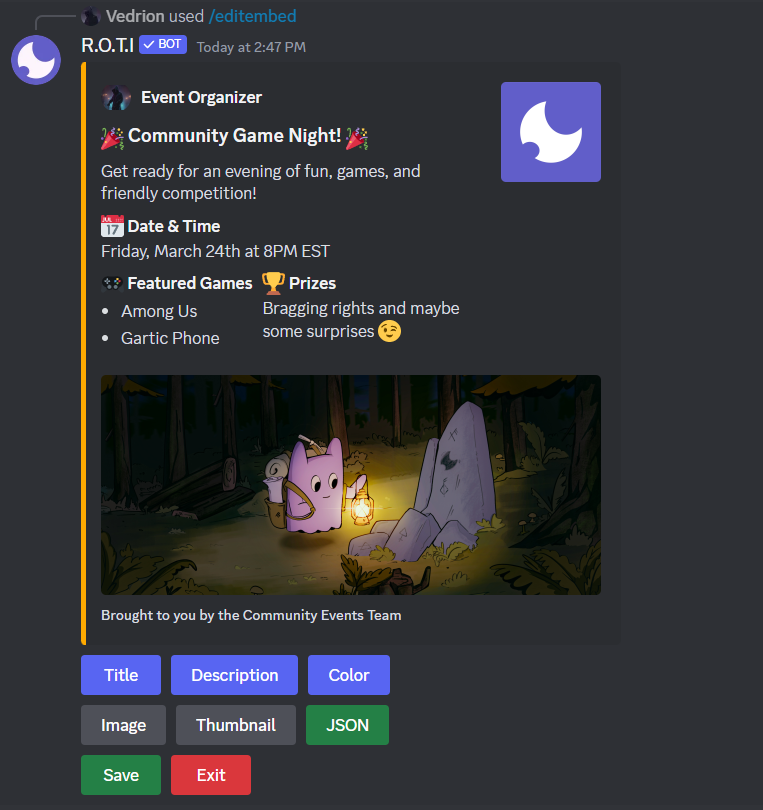 Vedrion used /editembed
R.O.T.I ✓ BOT Today at 2:47 PM
Event Organizer
🎉 Community Game Night! 🎉
Get ready for an evening of fun, games, and
friendly competition!
📅 Date & Time
Friday, March 24th at 8PM EST
🎮 Featured Games
• Among Us
• Gartic Phone
🏆 Prizes
Bragging rights and maybe
some surprises 😉
Brought to you by the Community Events Team
Title Description Color
Image Thumbnail JSON
Save Exit